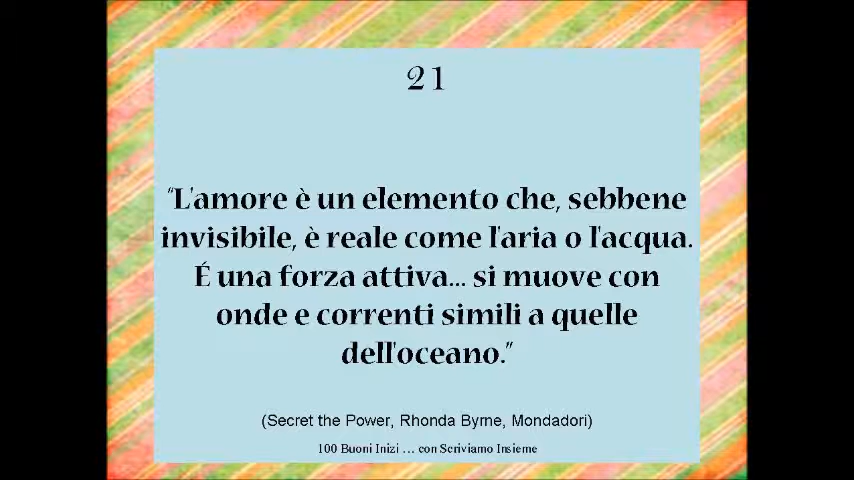 21
“L'amore è un elemento che, sebbene
invisibile, è reale come l'aria o l'acqua.
É una forza attiva... si muove con
onde e correnti simili a quelle
dell'oceano.”
(Secret the Power, Rhonda Byrne, Mondadori)
100 Buoni Inizi … con Scriviamo Insieme